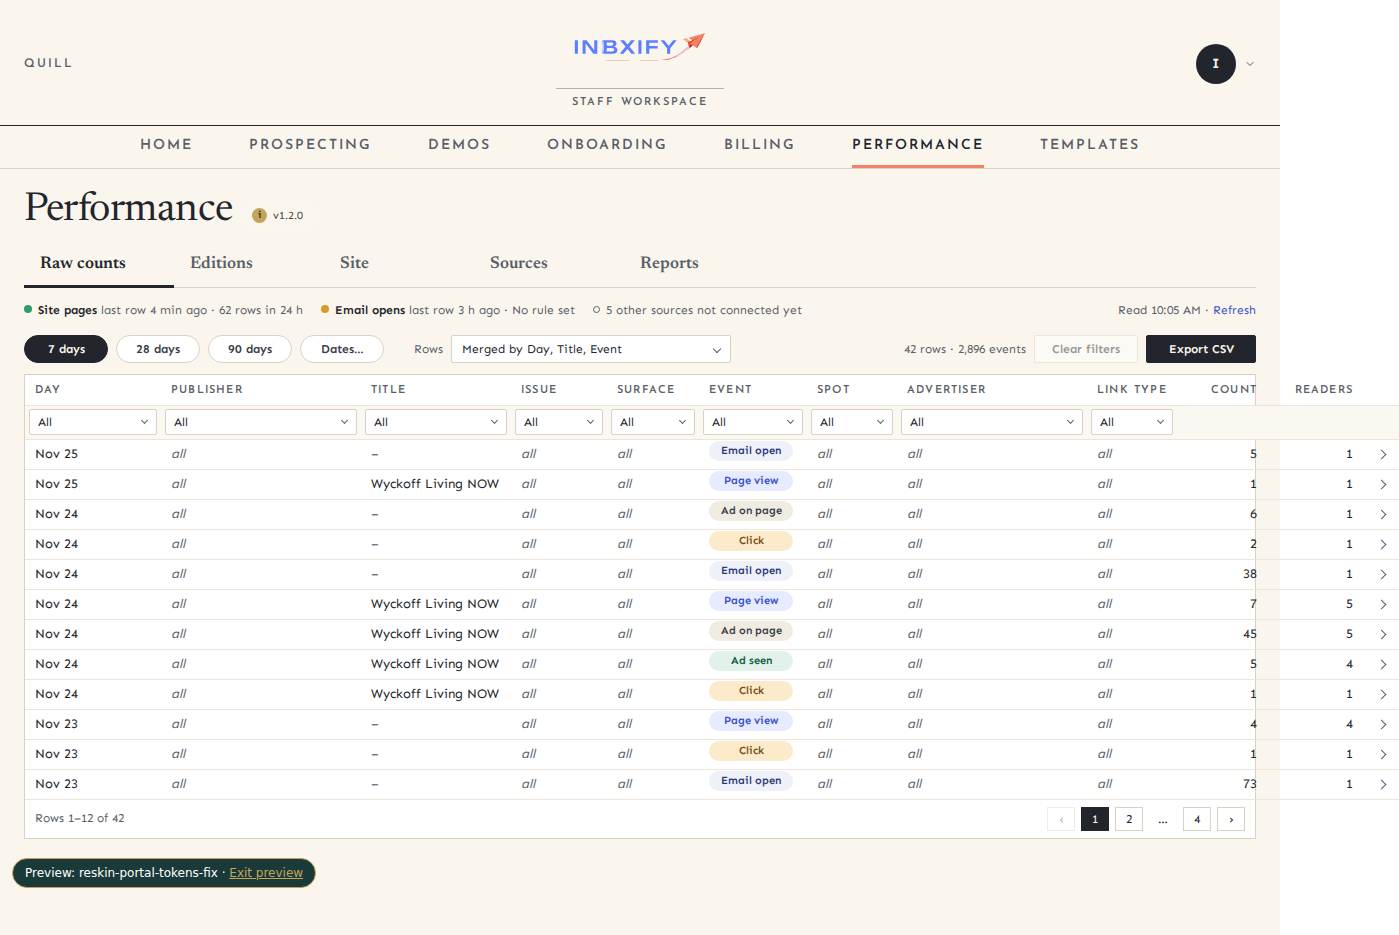 QUILL
INBXIFY
STAFF WORKSPACE
I
HOME PROSPECTING DEMOS ONBOARDING BILLING PERFORMANCE TEMPLATES
Performance i v1.2.0
Raw counts Editions Site Sources Reports
Site pages last row 4 min ago · 62 rows in 24 h Email opens last row 3 h ago · No rule set 5 other sources not connected yet Read 10:05 AM · Refresh
7 days 28 days 90 days Dates... Rows Merged by Day, Title, Event 42 rows · 2,896 events Clear filters Export CSV
DAY PUBLISHER TITLE ISSUE SURFACE EVENT SPOT ADVERTISER LINK TYPE COUNT READERS
All All All All All All All All All
Nov 25 all – all all Email open all all all 5 1
Nov 25 all Wyckoff Living NOW all all Page view all all all 1 1
Nov 24 all – all all Ad on page all all all 6 1
Nov 24 all – all all Click all all all 2 1
Nov 24 all – all all Email open all all all 38 1
Nov 24 all Wyckoff Living NOW all all Page view all all all 7 5
Nov 24 all Wyckoff Living NOW all all Ad on page all all all 45 5
Nov 24 all Wyckoff Living NOW all all Ad seen all all all 5 4
Nov 24 all Wyckoff Living NOW all all Click all all all 1 1
Nov 23 all – all all Page view all all all 4 4
Nov 23 all – all all Click all all all 1 1
Nov 23 all – all all Email open all all all 73 1
Rows 1–12 of 42 ‹ 1 2 ... 4 ›
Preview: reskin-portal-tokens-fix · Exit preview